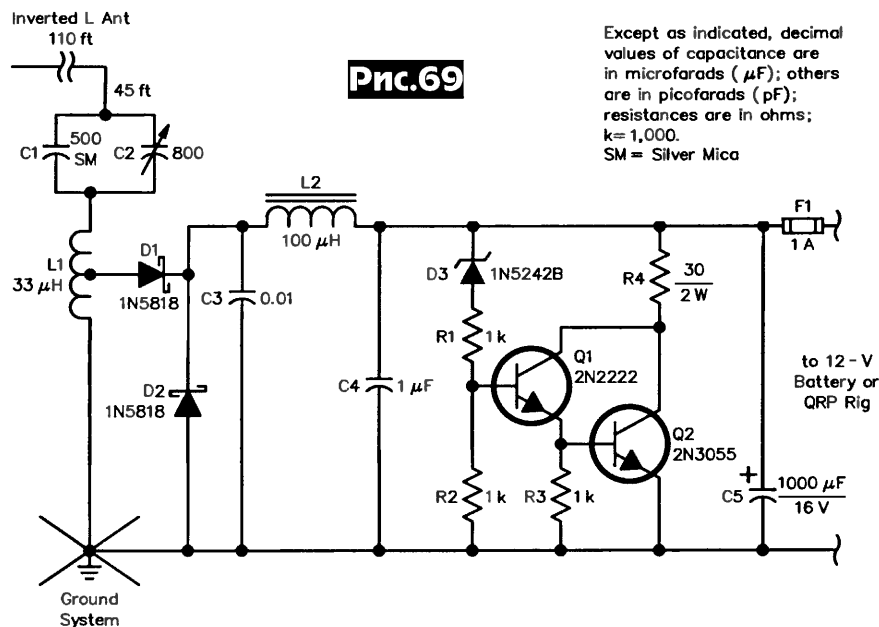 Inverted L Ant
110 ft
45 ft
Рпс.69
Except as indicated, decimal
values of capacitance are
in microfarads ( µF); others
are in picofarads ( pF);
resistances are in ohms;
k= 1,000.
SM = Silver Mica
C1
500
SM
C2
800
L2
100 µH
F1
1 A
L1
33 µH
D1
1N5818
C3
0.01
D3
1N5242B
R4
30
2 W
R1
1 k
Q1
2N2222
to 12 - V
Battery or
QRP Rig
D2
1N5818
C4
1 µF
Q2
2N3055
R2
1 k
R3
1 k
+
C5
1000 µF
16 V
Ground
System